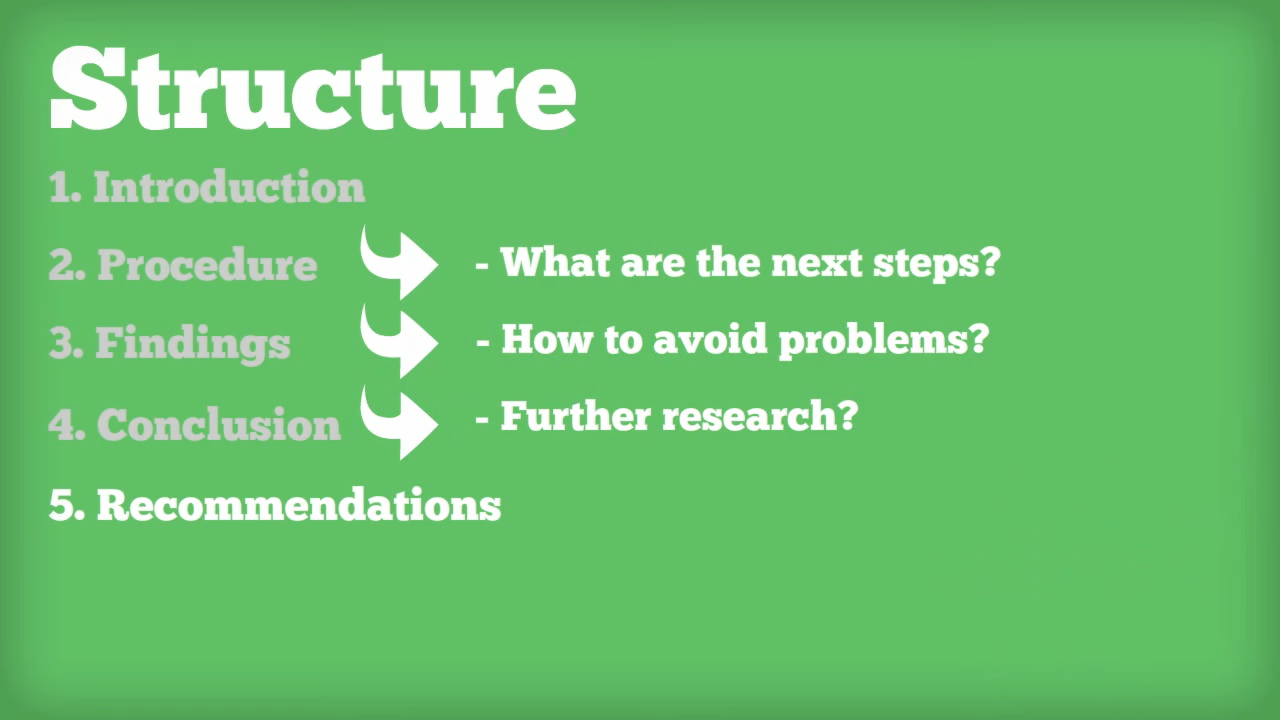 Structure
1. Introduction
2. Procedure
- What are the next steps?
3. Findings
- How to avoid problems?
4. Conclusion
- Further research?
5. Recommendations